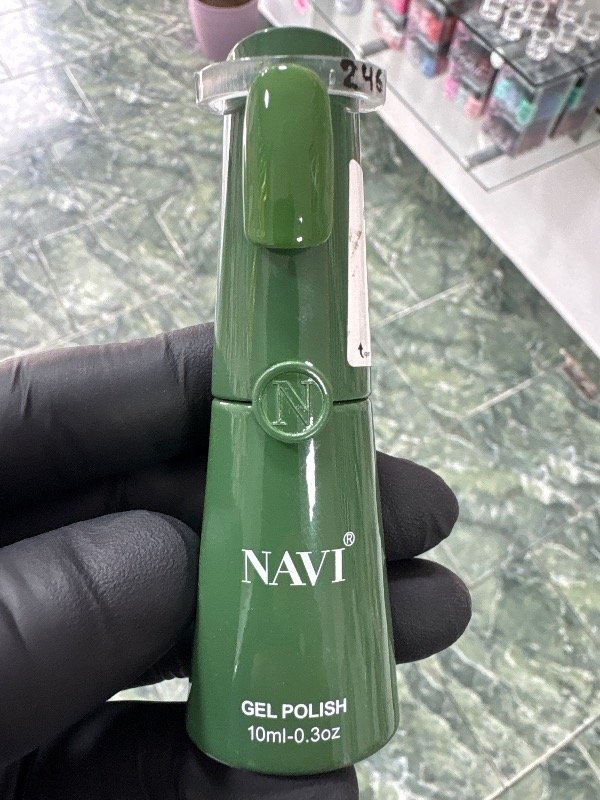 246
N
NAVI®
GEL POLISH
10ml-0.3oz